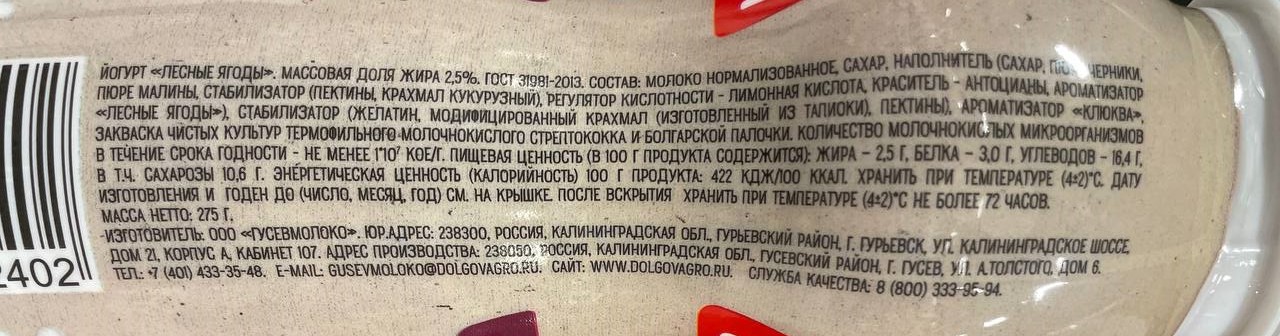 ЙОГУРТ «ЛЕСНЫЕ ЯГОДЫ». МАССОВАЯ ДОЛЯ ЖИРА 2,5%. ГОСТ 31981-2013. СОСТАВ: МОЛОКО НОРМАЛИЗОВАННОЕ, САХАР, НАПОЛНИТЕЛЬ (САХАР, ЧЕРНИКИ,
ПЮРЕ МАЛИНЫ, СТАБИЛИЗАТОР (ПЕКТИНЫ, КРАХМАЛ КУКУРУЗНЫЙ), РЕГУЛЯТОР КИСЛОТНОСТИ - ЛИМОННАЯ КИСЛОТА, КРАСИТЕЛЬ - АНТОЦИАНЫ, АРОМАТИЗАТОР
«ЛЕСНЫЕ ЯГОДЫ»), СТАБИЛИЗАТОР (ЖЕЛАТИН, МОДИФИЦИРОВАННЫЙ КРАХМАЛ (ИЗГОТОВЛЕННЫЙ ИЗ ТАПИОКИ), ПЕКТИНЫ), АРОМАТИЗАТОР «КЛЮКВА»,
ЗАКВАСКА ЧИСТЫХ КУЛЬТУР ТЕРМОФИЛЬНОГО МОЛОЧНОКИСЛОГО СТРЕПТОКОККА И БОЛГАРСКОЙ ПАЛОЧКИ. КОЛИЧЕСТВО МОЛОЧНОКИСЛЫХ МИКРООРГАНИЗМОВ
В ТЕЧЕНИЕ СРОКА ГОДНОСТИ - НЕ МЕНЕЕ 1*10⁷ КОЕ/Г. ПИЩЕВАЯ ЦЕННОСТЬ (В 100 Г ПРОДУКТА СОДЕРЖИТСЯ): ЖИРА – 2,5 Г, БЕЛКА – 3,0 Г, УГЛЕВОДОВ - 16,4 Г,
В Т.Ч. САХАРОЗЫ 10,6 Г. ЭНЕРГЕТИЧЕСКАЯ ЦЕННОСТЬ (КАЛОРИЙНОСТЬ) 100 Г ПРОДУКТА: 422 КДЖ/100 ККАЛ. ХРАНИТЬ ПРИ ТЕМПЕРАТУРЕ (4±2)°С. ДАТУ
ИЗГОТОВЛЕНИЯ И ГОДЕН ДО (ЧИСЛО, МЕСЯЦ, ГОД) СМ. НА КРЫШКЕ. ПОСЛЕ ВСКРЫТИЯ ХРАНИТЬ ПРИ ТЕМПЕРАТУРЕ (4±2)°С НЕ БОЛЕЕ 72 ЧАСОВ.
МАССА НЕТТО: 275 Г.
ИЗГОТОВИТЕЛЬ: ООО «ГУСЕВМОЛОКО». ЮР.АДРЕС: 238300, РОССИЯ, КАЛИНИНГРАДСКАЯ ОБЛ., ГУРЬЕВСКИЙ РАЙОН, Г. ГУРЬЕВСК, УЛ. КАЛИНИНГРАДСКОЕ ШОССЕ,
ДОМ 21, КОРПУС А, КАБИНЕТ 107. АДРЕС ПРОИЗВОДСТВА: 238050, РОССИЯ, КАЛИНИНГРАДСКАЯ ОБЛ., ГУСЕВСКИЙ РАЙОН, Г. ГУСЕВ, УЛ. А.ТОЛСТОГО, ДОМ 6.
ТЕЛ.: +7 (401) 433-35-48. E-MAIL: GUSEVMOLOKO@DOLGOVAGRO.RU. САЙТ: WWW.DOLGOVAGRO.RU. СЛУЖБА КАЧЕСТВА: 8 (800) 333-95-94.
2402